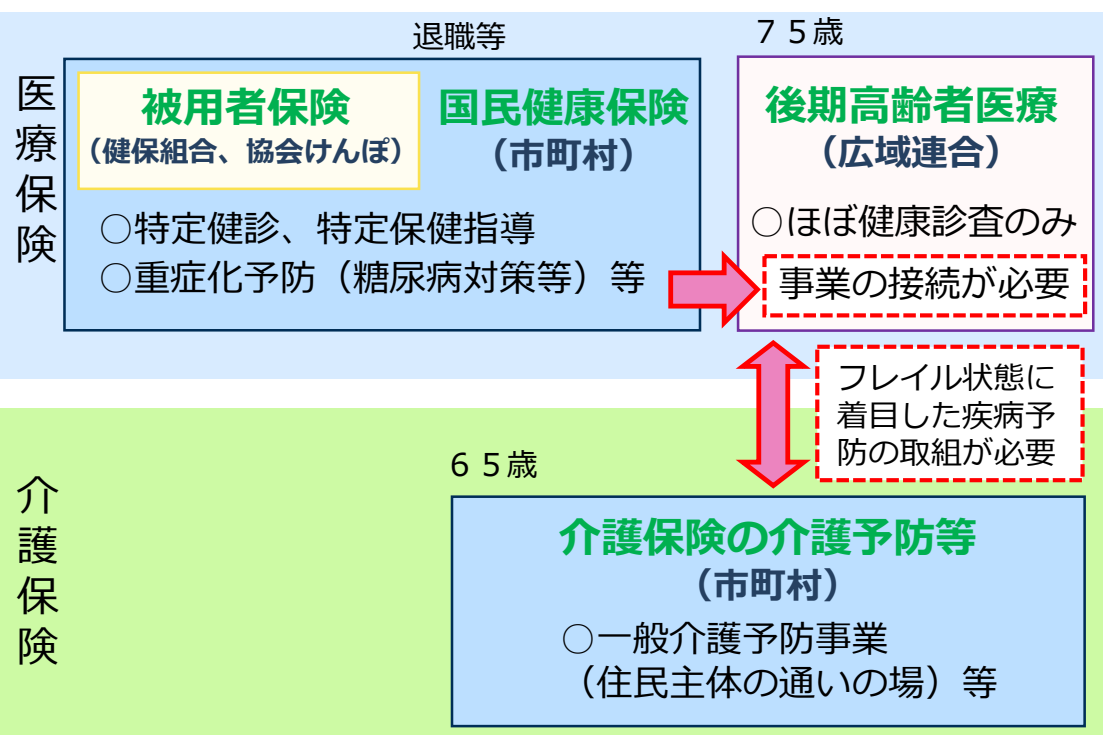 退職等
７５歳
医療保険
被用者保険
（健保組合、協会けんぽ）
国民健康保険
（市町村）
○特定健診、特定保健指導
○重症化予防（糖尿病対策等）等
後期高齢者医療
（広域連合）
○ほぼ健康診査のみ
事業の接続が必要
フレイル状態に
着目した疾病予
防の取組が必要
介護保険
６５歳
介護保険の介護予防等
（市町村）
○一般介護予防事業
（住民主体の通いの場）等